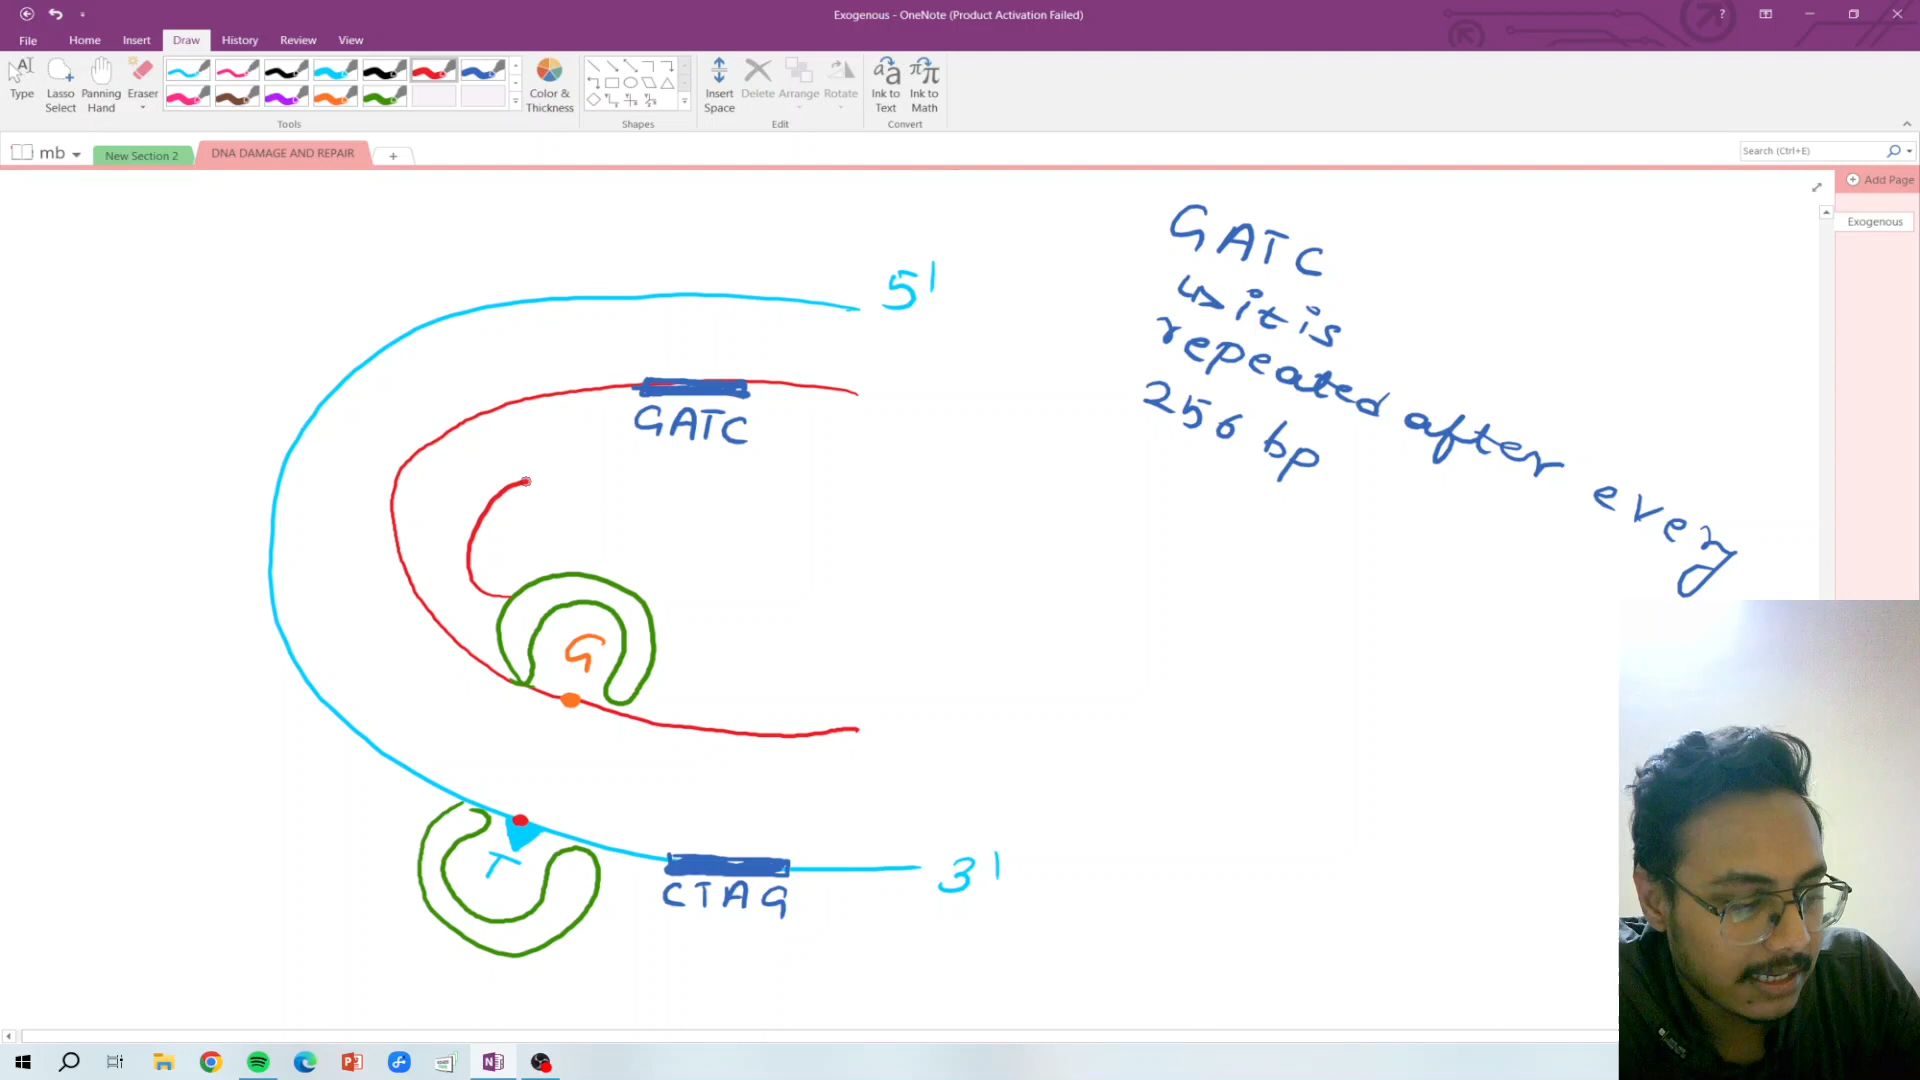 Exogenous - OneNote (Product Activation Failed)
?
File Home Insert Draw History Review View
Type
Lasso Select
Panning Hand
Eraser
Color & Thickness
Insert Space
Delete
Arrange
Rotate
Ink to Text
Ink to Math
Tools
Shapes
Edit
Convert
mb
New Section 2
DNA DAMAGE AND REPAIR
+
Search (Ctrl+E)
Add Page
Exogenous
GATC
↳ it is
repeated after every
256 bp
5'
GATC
G
T
CTAG
3'